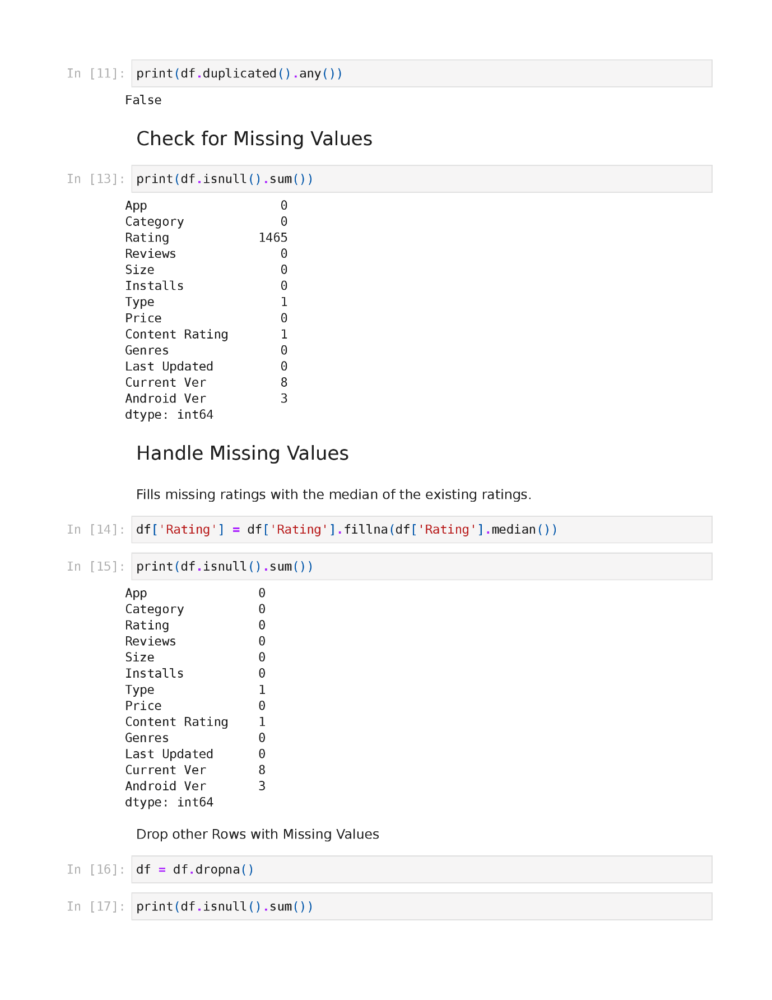 In [11]: print(df.duplicated().any())
False
Check for Missing Values
In [13]: print(df.isnull().sum())
App                  0
Category             0
Rating            1465
Reviews              0
Size                 0
Installs             0
Type                 1
Price                0
Content Rating       1
Genres               0
Last Updated         0
Current Ver          8
Android Ver          3
dtype: int64
Handle Missing Values
Fills missing ratings with the median of the existing ratings.
In [14]: df['Rating'] = df['Rating'].fillna(df['Rating'].median())
In [15]: print(df.isnull().sum())
App               0
Category          0
Rating            0
Reviews           0
Size              0
Installs          0
Type              1
Price             0
Content Rating    1
Genres            0
Last Updated      0
Current Ver       8
Android Ver       3
dtype: int64
Drop other Rows with Missing Values
In [16]: df = df.dropna()
In [17]: print(df.isnull().sum())